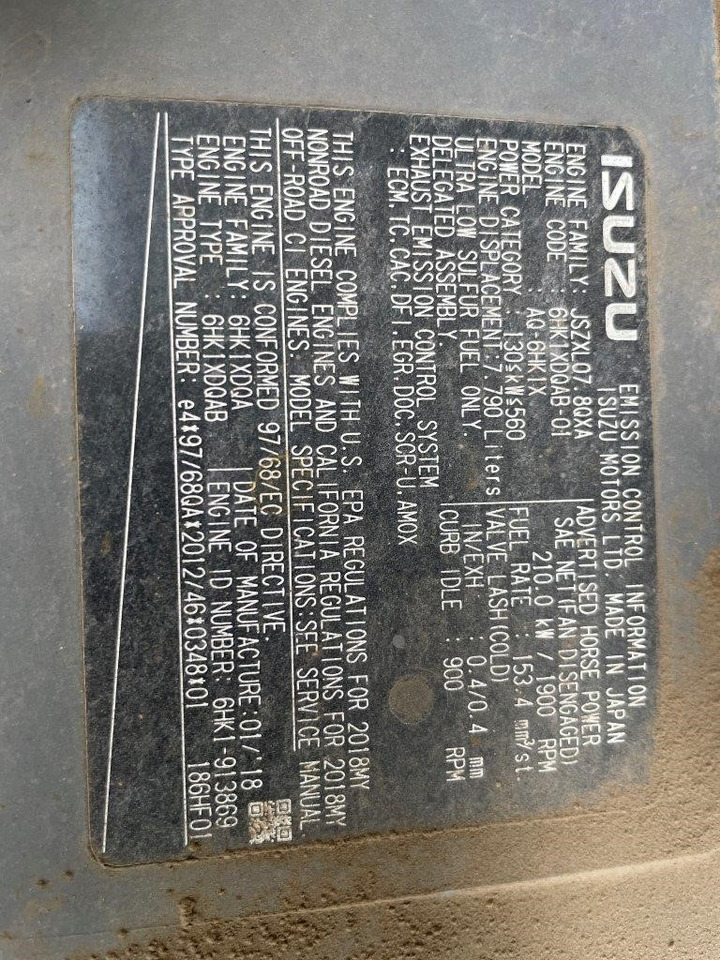 ISUZU EMISSION CONTROL INFORMATION
ISUZU MOTORS LTD. MADE IN JAPAN
ENGINE FAMILY: JSZXL07.8QXA
ENGINE CODE : 6HK1XDQAB-01
MODEL : AQ-6HK1X
POWER CATEGORY : 130≤kW≤560
ENGINE DISPLACEMENT:7.790 Liters
ULTRA LOW SULFUR FUEL ONLY.
DELEGATED ASSEMBLY.
EXHAUST EMISSION CONTROL SYSTEM
: ECM,TC,CAC,DFI,EGR,DOC,SCR-U,AMOX
ADVERTISED HORSE POWER
SAE NET(FAN DISENGAGED)
210.0 kW / 1900 RPM
FUEL RATE : 153.4 mm³/st.
VALVE LASH(COLD)
IN/EXH : 0.4/0.4 mm
CURB IDLE : 900 RPM
THIS ENGINE COMPLIES WITH U.S. EPA REGULATIONS FOR 2018MY
NONROAD DIESEL ENGINES AND CALIFORNIA REGULATIONS FOR 2018MY
OFF-ROAD CI ENGINES: MODEL SPECIFICATIONS:SEE SERVICE MANUAL
THIS ENGINE IS CONFORMED 97/68/EC DIRECTIVE.
ENGINE FAMILY: 6HK1XDQA DATE OF MANUFACTURE:01/'18
ENGINE TYPE : 6HK1XDQAB ENGINE ID NUMBER: 6HK1-913869
TYPE APPROVAL NUMBER: e4*97/68QA*2012/46*0348*01 186HF01